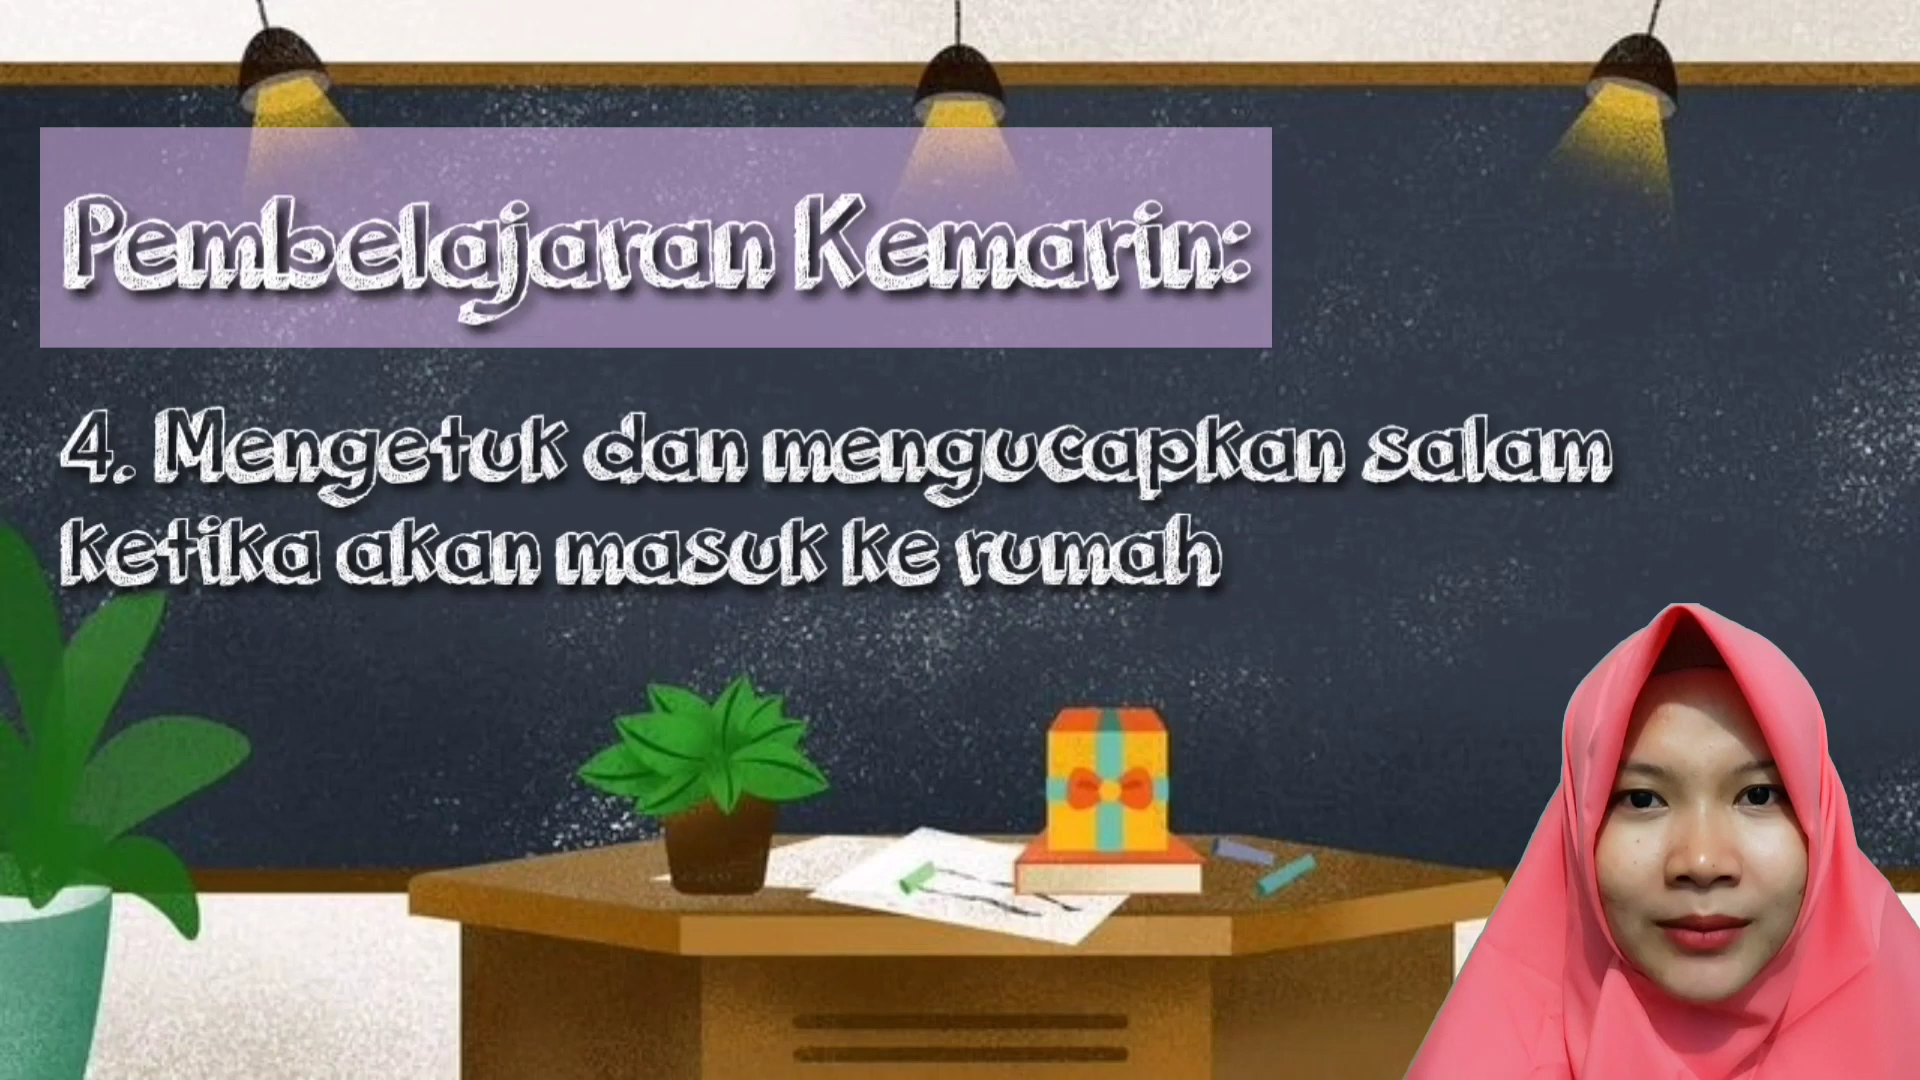 Pembelajaran Kemarin:
4. Mengetuk dan mengucapkan salam
ketika akan masuk ke rumah